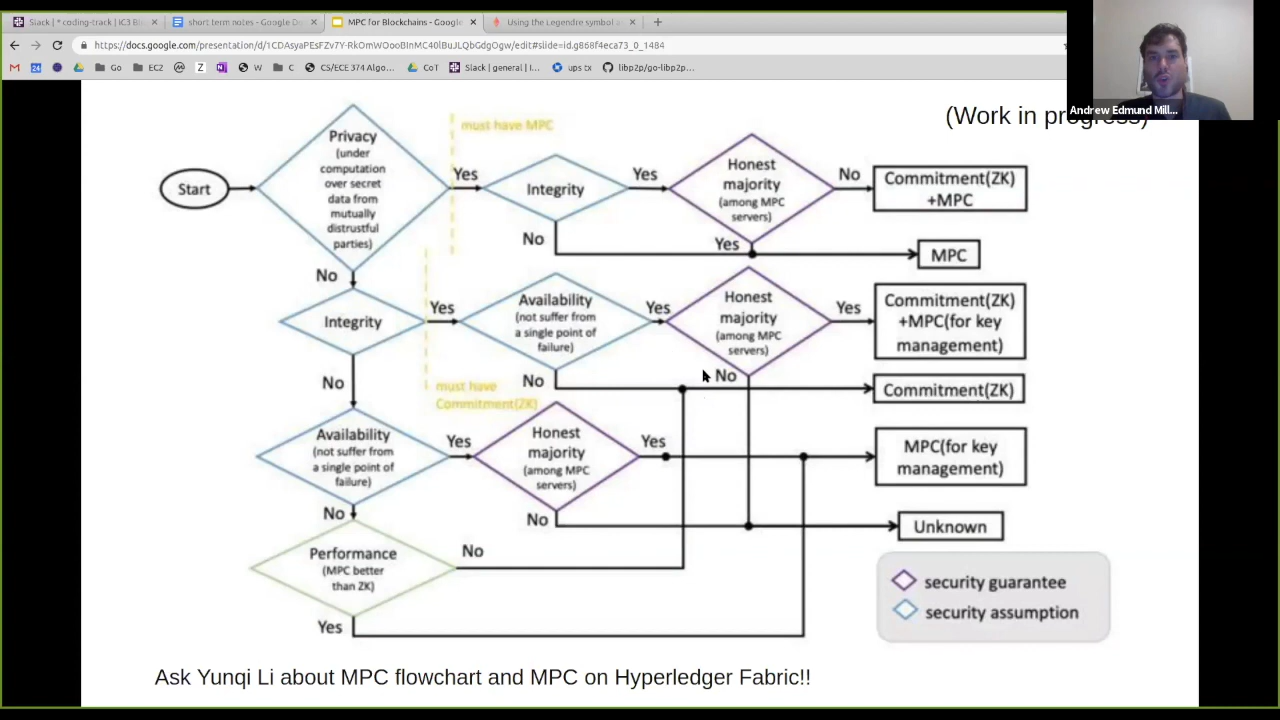 Slack | * coding-track | IC3 Bl
short term notes - Google Do
MPC for Blockchains - Google
Using the Legendre symbol a
https://docs.google.com/presentation/d/
Go
EC2
W
C
CS/ECE 374 Algo...
CoT
Slack | general | I...
ups tx
libp2p/go-libp2p...
Andrew Edmund Mill...
(Work in progress)
must have MPC
Start
Privacy
(under
computation
over secret
data from
mutually
distrustful
parties)
Yes
Integrity
Yes
Honest
majority
(among MPC
servers)
No
Commitment(ZK)
+MPC
No
Yes
MPC
No
Integrity
Yes
Availability
(not suffer from
a single point of
failure)
Yes
Honest
majority
(among MPC
servers)
Yes
Commitment(ZK)
+MPC(for key
management)
No
must have
Commitment(ZK)
No
No
Commitment(ZK)
Availability
(not suffer from
a single point of
failure)
Yes
Honest
majority
(among MPC
servers)
Yes
MPC(for key
management)
No
No
Unknown
Performance
(MPC better
than ZK)
No
Yes
security guarantee
security assumption
Ask Yunqi Li about MPC flowchart and MPC on Hyperledger Fabric!!